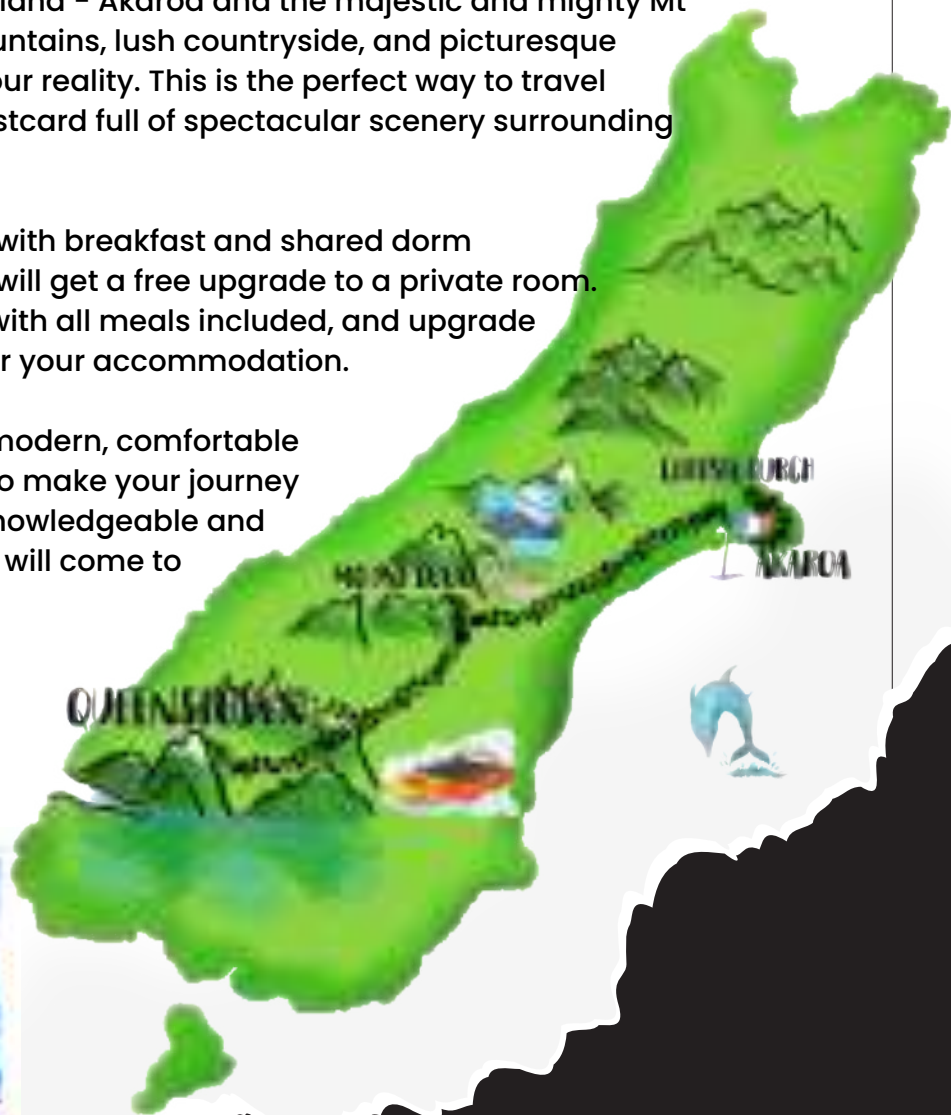 land - Akaroa and the majestic and mighty Mt
untains, lush countryside, and picturesque
our reality. This is the perfect way to travel
stcard full of spectacular scenery surrounding
with breakfast and shared dorm
will get a free upgrade to a private room.
with all meals included, and upgrade
r your accommodation.
modern, comfortable
o make your journey
nowledgeable and
will come to
AKAROA